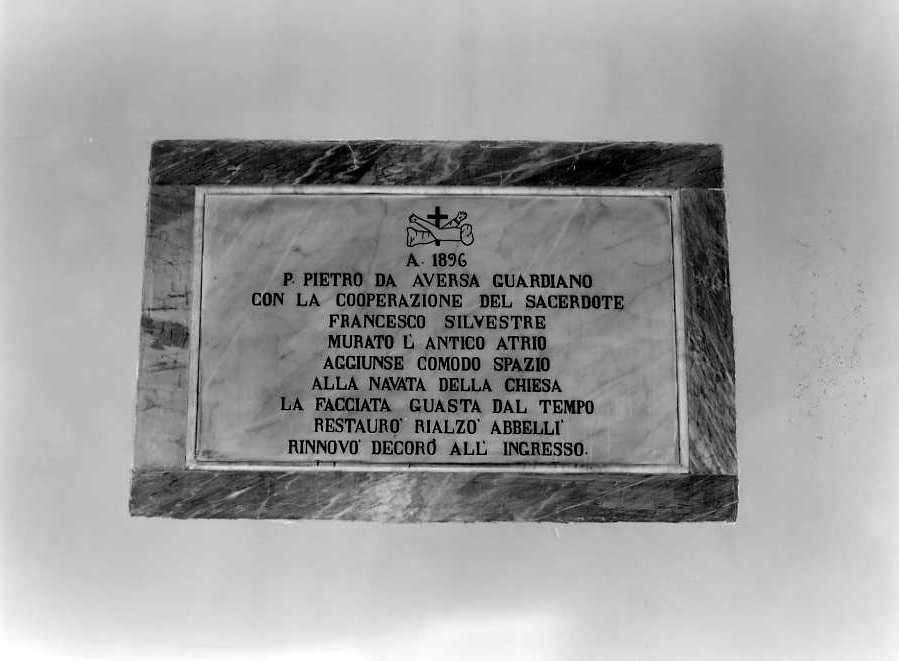 A. 1896
P. PIETRO DA AVERSA GUARDIANO
CON LA COOPERAZIONE DEL SACERDOTE
FRANCESCO SILVESTRE
MURATO L' ANTICO ATRIO
AGGIUNSE COMODO SPAZIO
ALLA NAVATA DELLA CHIESA
LA FACCIATA GUASTA DAL TEMPO
RESTAURO' RIALZO' ABBELLI'
RINNOVO' DECORO' ALL' INGRESSO.